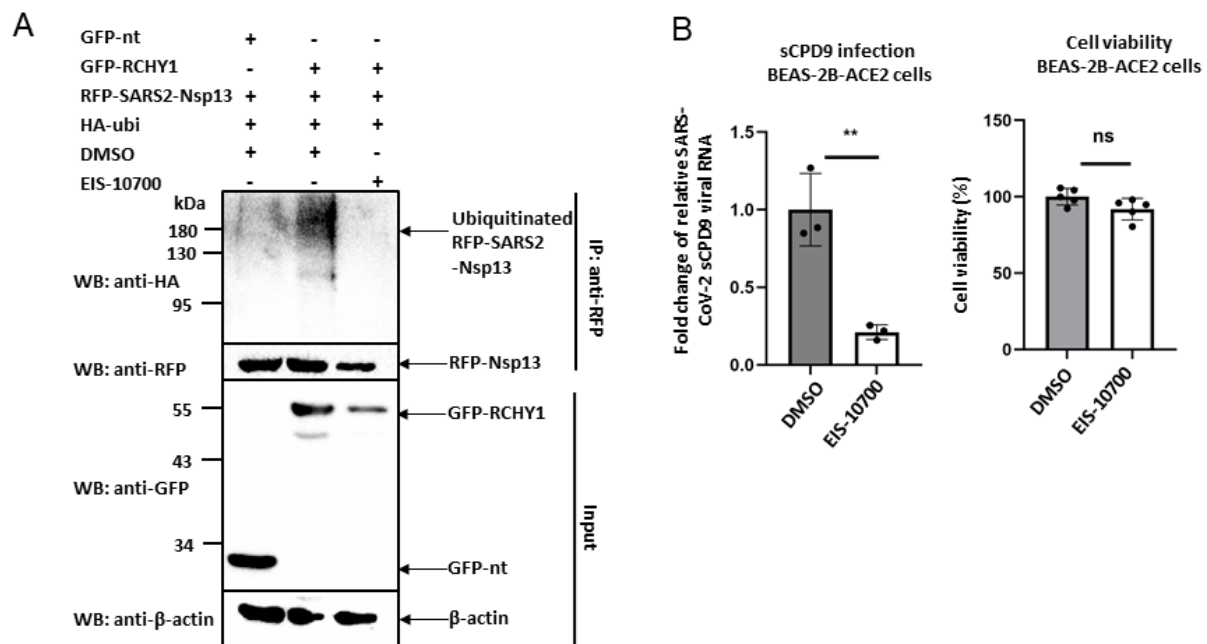 A
GFP-nt + - -
GFP-RCHY1 - + +
RFP-SARS2-Nsp13 + + +
HA-ubi + + +
DMSO + + -
EIS-10700 - - +
kDa
180
130
95
WB: anti-HA
Ubiquitinated
RFP-SARS2
-Nsp13
IP: anti-RFP
WB: anti-RFP
RFP-Nsp13
55
43
34
WB: anti-GFP
GFP-RCHY1
GFP-nt
Input
WB: anti-β-actin
β-actin
B
sCPD9 infection
BEAS-2B-ACE2 cells
Fold change of relative SARS-
CoV-2 sCPD9 viral RNA
1.5
1.0
0.5
0.0
**
DMSO
EIS-10700
Cell viability
BEAS-2B-ACE2 cells
Cell viability (%)
150
100
50
0
ns
DMSO
EIS-10700